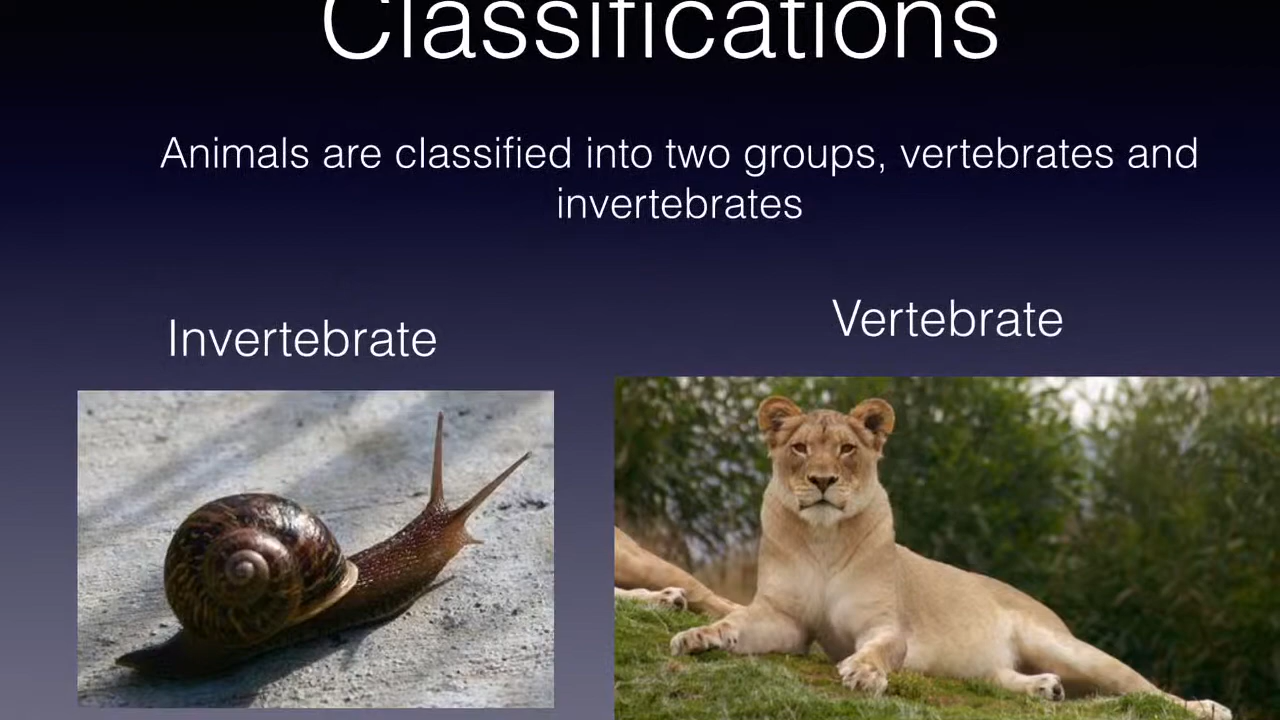 Classifications
Animals are classified into two groups, vertebrates and
invertebrates
Invertebrate
Vertebrate